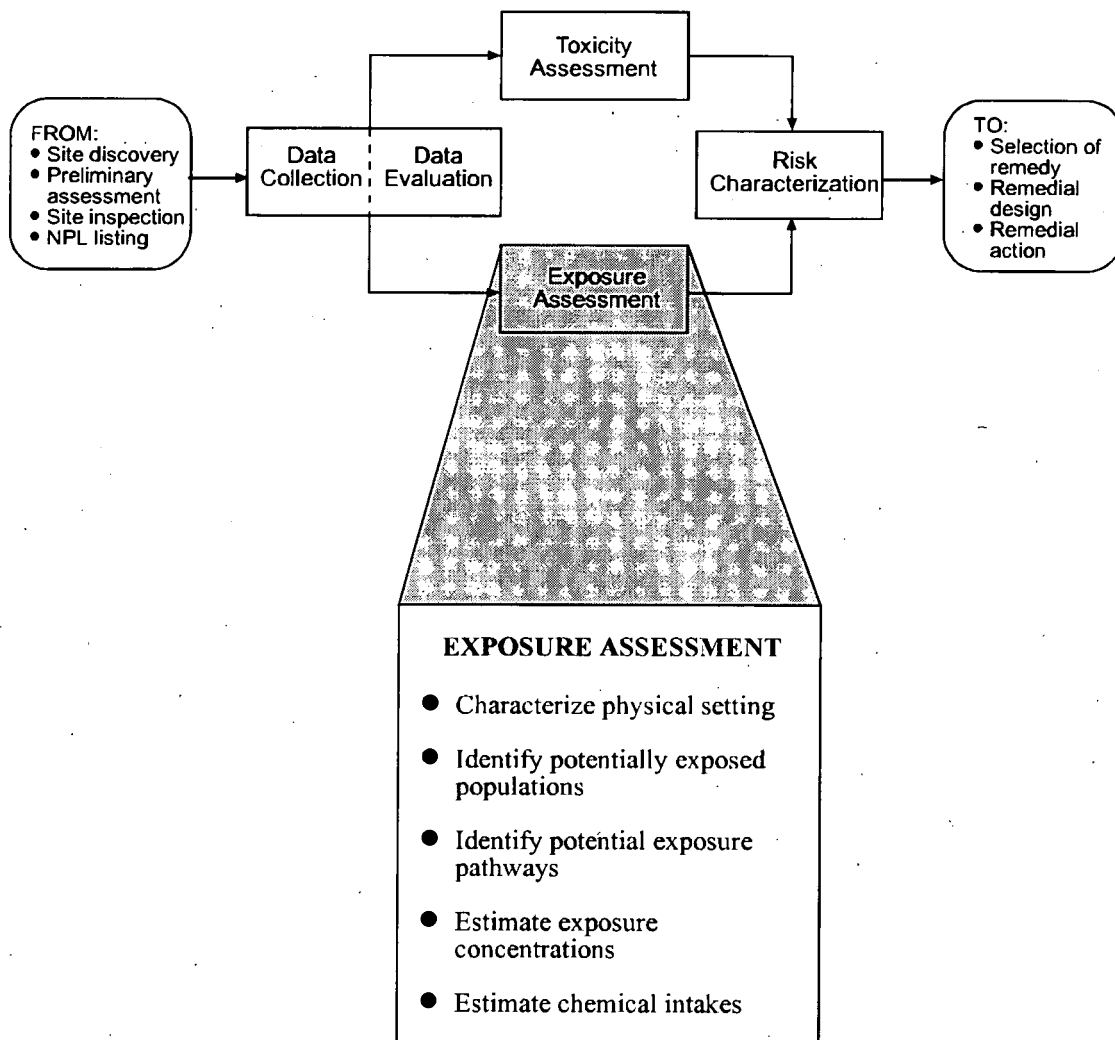 Toxicity
Assessment
FROM:
● Site discovery
● Preliminary
assessment
● Site inspection
● NPL listing
Data
Collection
Data
Evaluation
Risk
Characterization
TO:
● Selection of
remedy
● Remedial
design
● Remedial
action
Exposure
Assessment
EXPOSURE ASSESSMENT
● Characterize physical setting
● Identify potentially exposed
populations
● Identify potential exposure
pathways
● Estimate exposure
concentrations
● Estimate chemical intakes